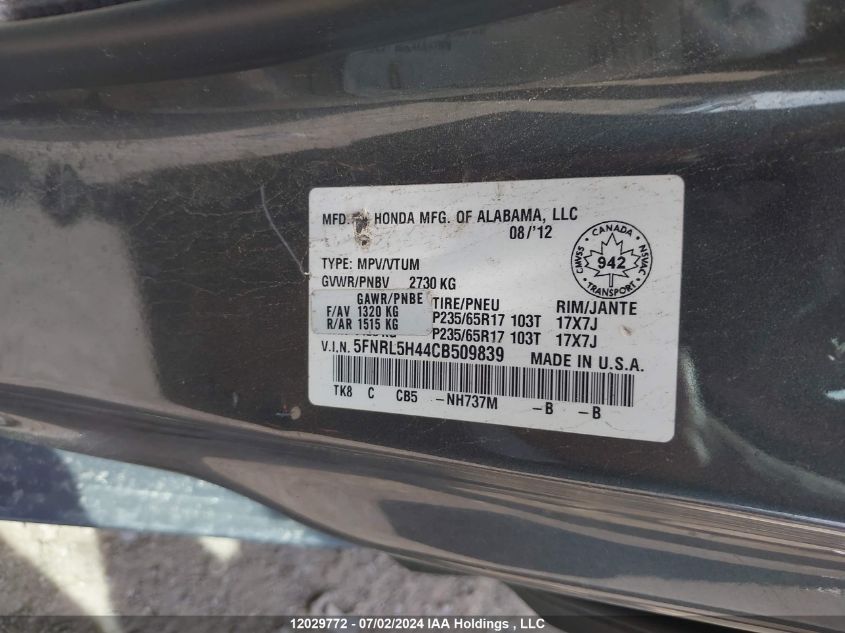 MFD. HONDA MFG. OF ALABAMA, LLC
08/'12
CANADA
CMVSS 942 NSVAC
TRANSPORT
TYPE: MPV/VTUM
GVWR/PNBV 2730 KG
GAWR/PNBE TIRE/PNEU RIM/JANTE
F/AV 1320 KG P235/65R17 103T 17X7J
R/AR 1515 KG P235/65R17 103T 17X7J
V.I.N. 5FNRL5H44CB509839 MADE IN U.S.A.
TK8 C CB5 -NH737M -B -B
12029772 - 07/02/2024 IAA Holdings, LLC